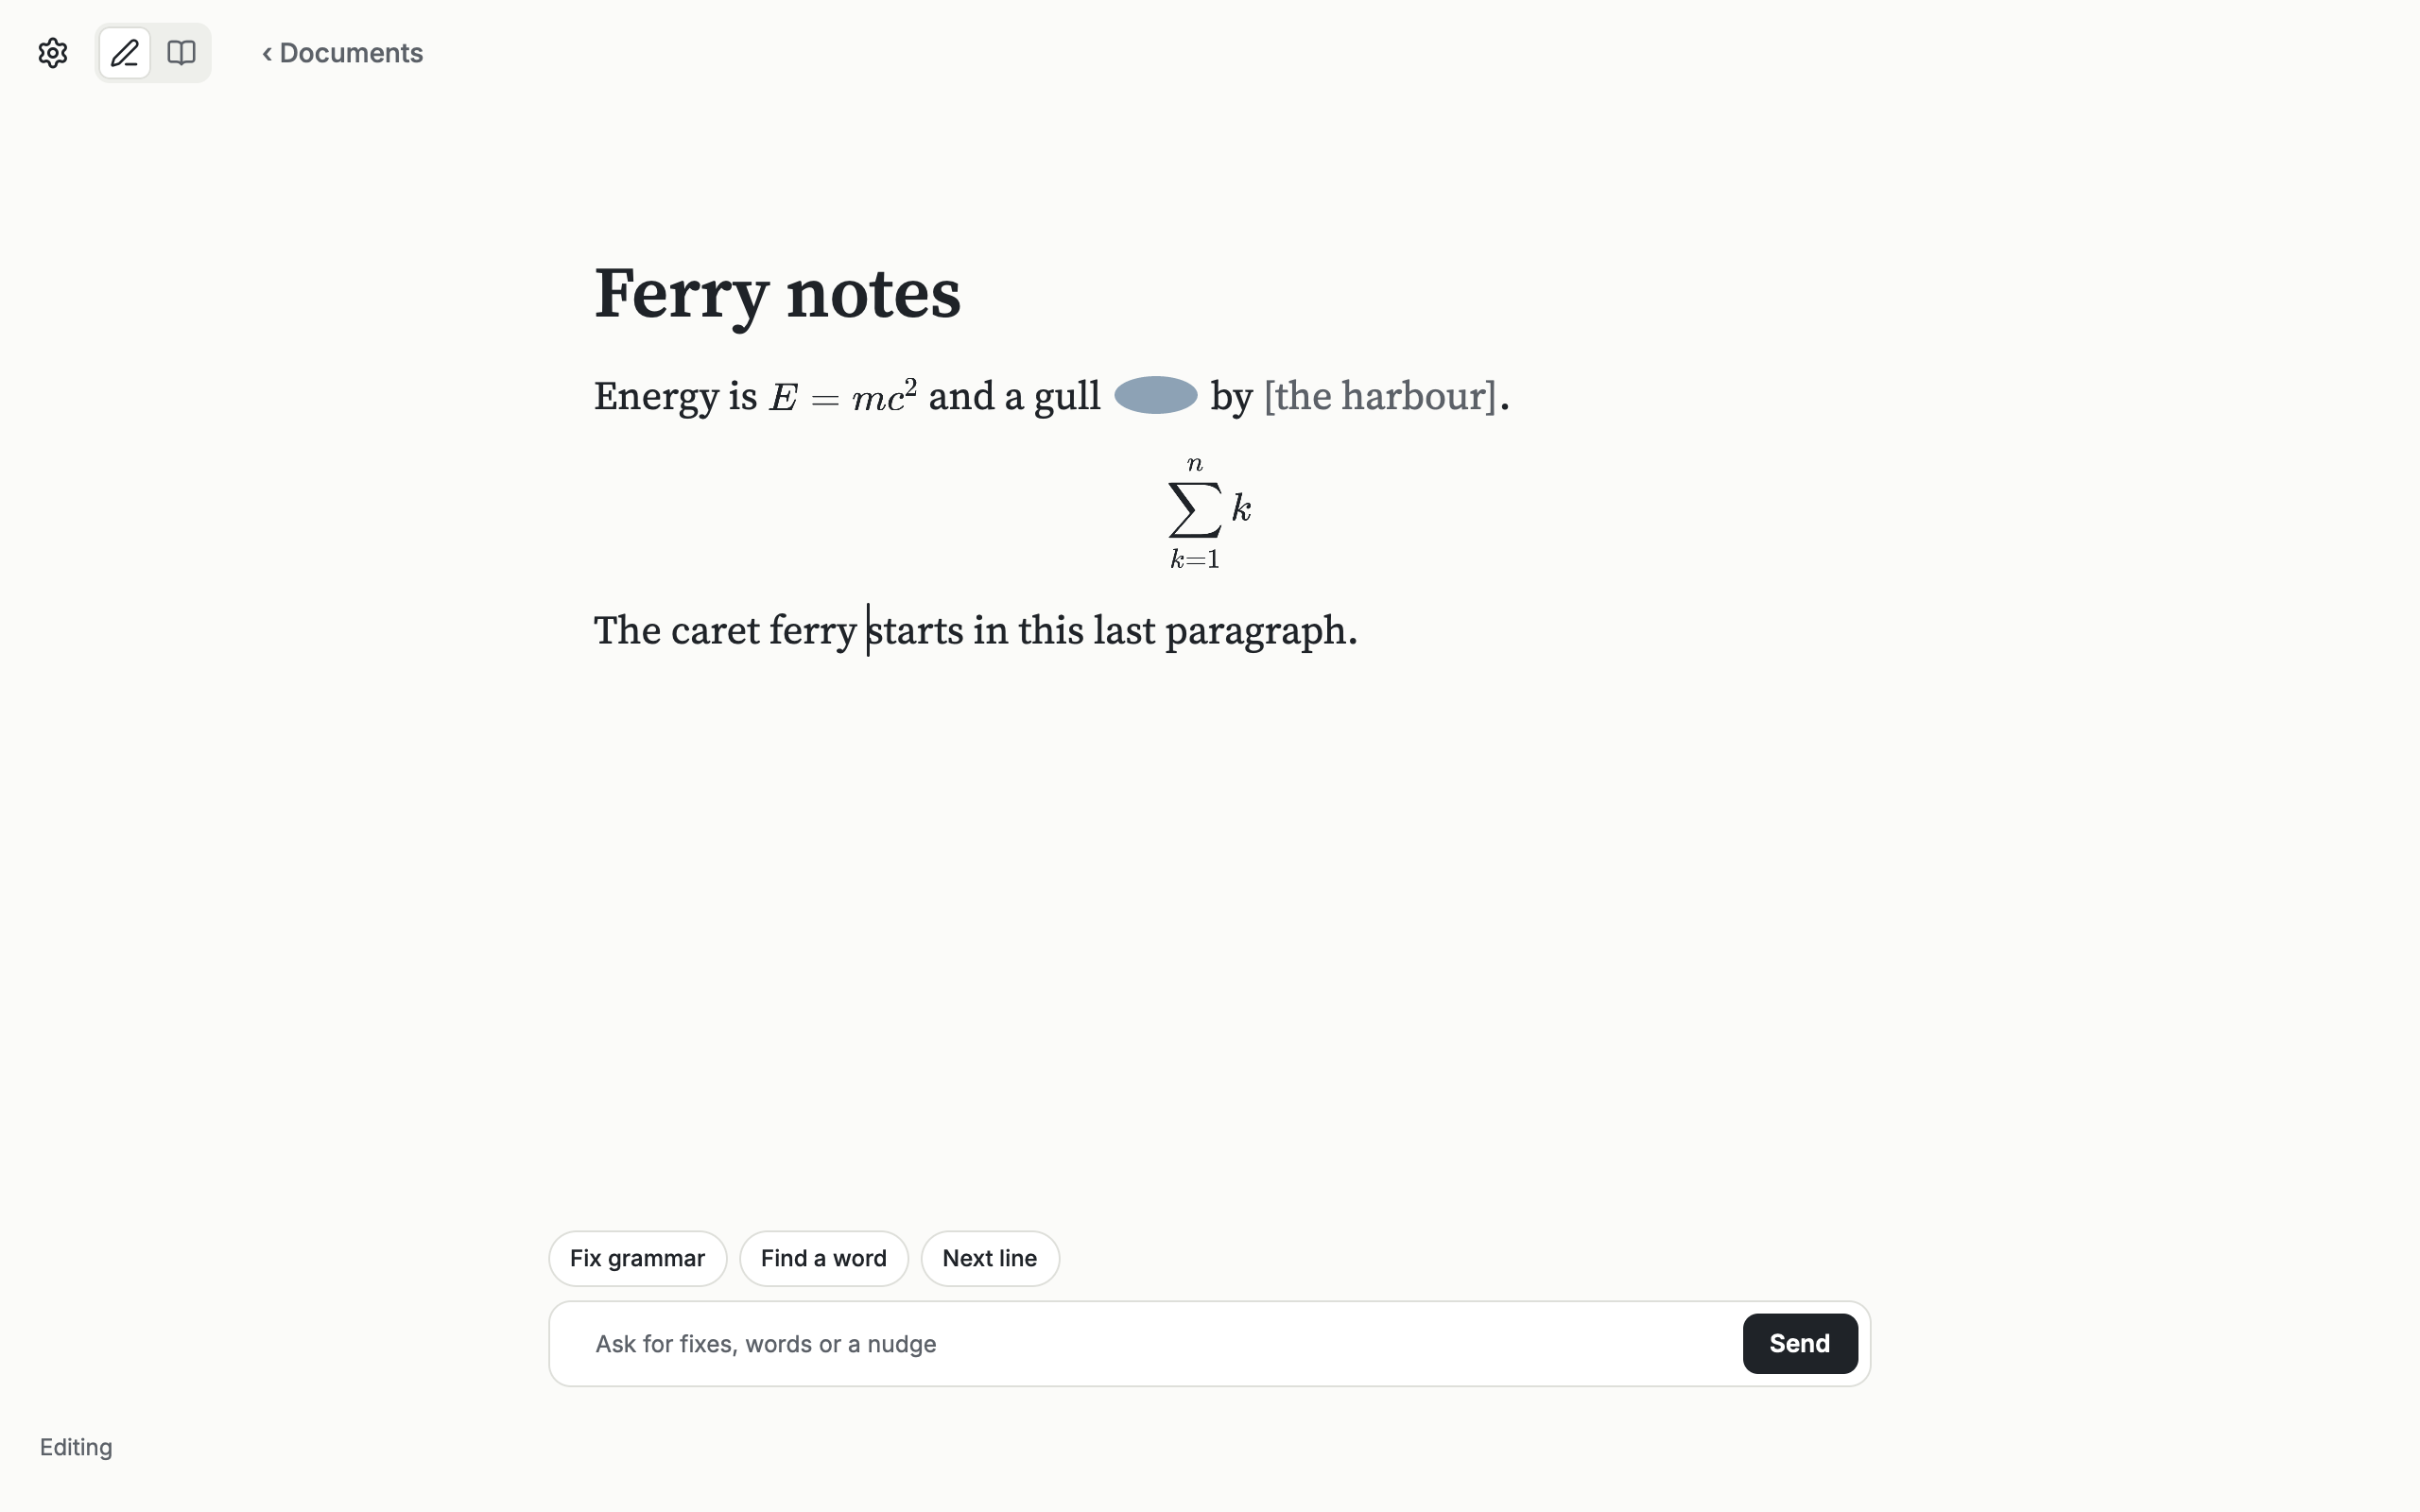 ‹ Documents
Ferry notes
Energy is E = mc² and a gull by [the harbour].
n
∑ k
k=1
The caret ferry starts in this last paragraph.
Fix grammar Find a word Next line
Ask for fixes, words or a nudge Send
Editing